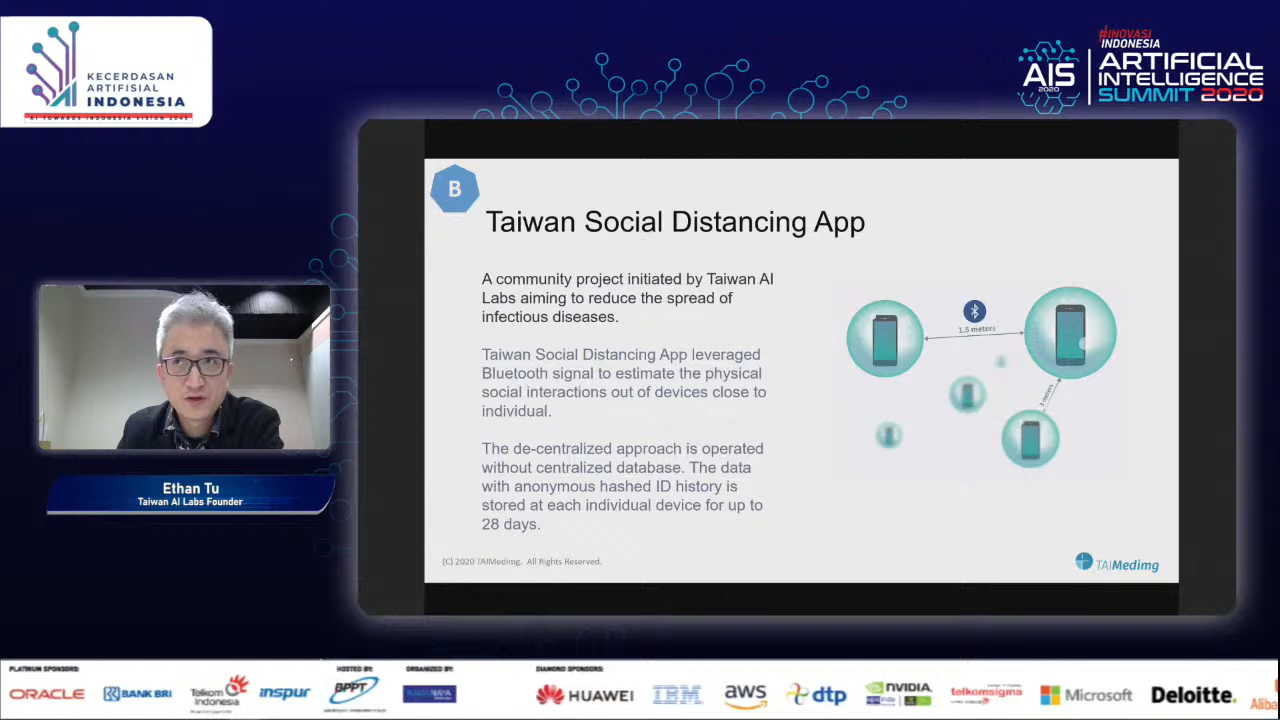 KECERDASAN
ARTIFISIAL
INDONESIA
AI TOWARDS INDONESIA VISION 2045
#INOVASI
INDONESIA
AIS
2020
ARTIFICIAL
INTELLIGENCE
SUMMIT 2020
B
Taiwan Social Distancing App
A community project initiated by Taiwan AI
Labs aiming to reduce the spread of
infectious diseases.
Taiwan Social Distancing App leveraged
Bluetooth signal to estimate the physical
social interactions out of devices close to
individual.
The de-centralized approach is operated
without centralized database. The data
with anonymous hashed ID history is
stored at each individual device for up to
28 days.
1.5 meters
meters
(C) 2020 TAIMedimg. All Rights Reserved.
TAIMedimg
Ethan Tu
Taiwan AI Labs Founder
PLATINUM SPONSORS:
HOSTED BY:
ORGANIZED BY:
DIAMOND SPONSORS:
ORACLE
BANK BRI
Telkom
Indonesia
inspur
BPPT
HUAWEI
IBM
aws
dtp
NVIDIA
telkomsigma
Microsoft
Deloitte.
Aliba